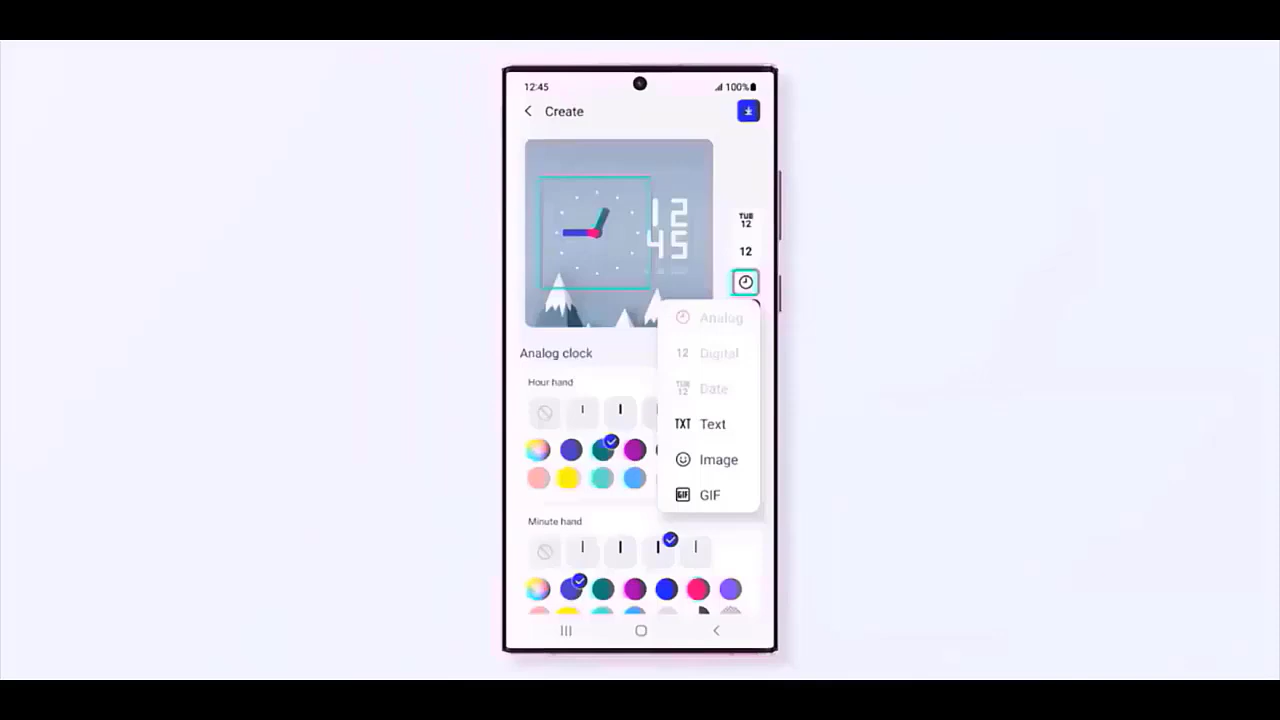 12:45
100%
Create
12
45
TUE
12
12
Analog
12 Digital
TUE
12
Date
TXT Text
Image
GIF GIF
Analog clock
Hour hand
Minute hand